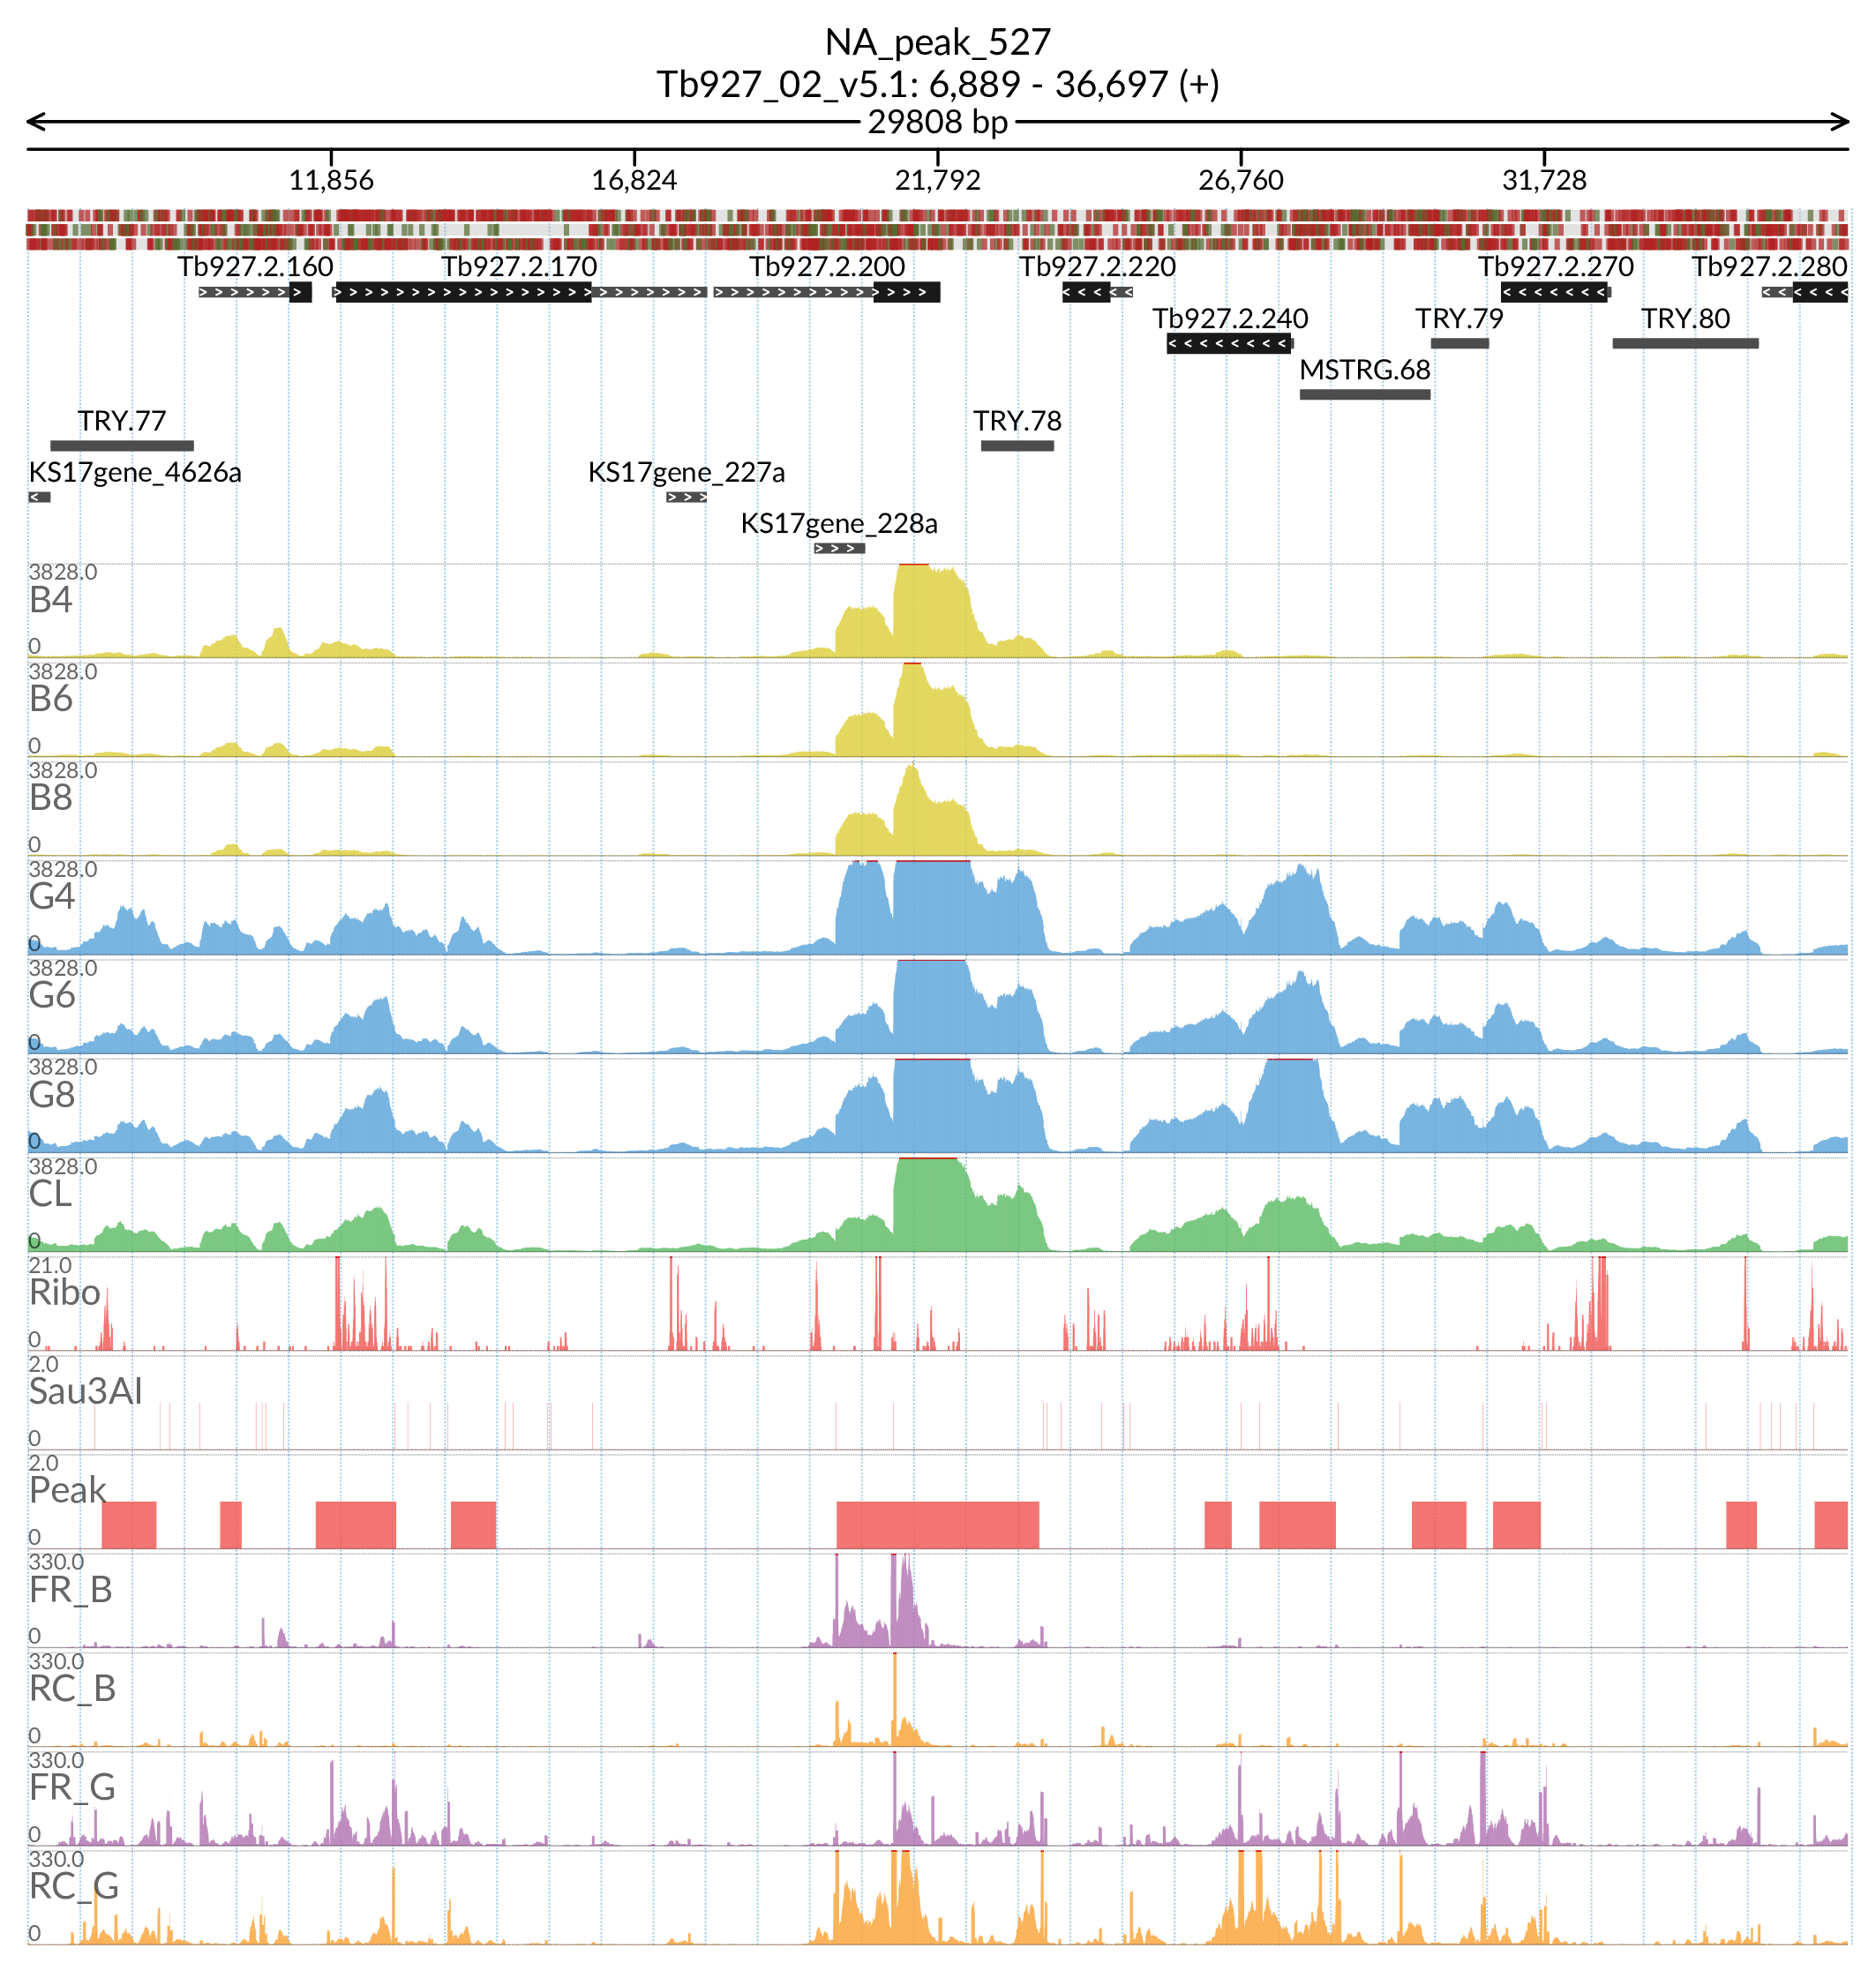 NA_peak_527
Tb927_02_v5.1: 6,889 - 36,697 (+)
29808 bp
11,856 16,824 21,792 26,760 31,728
Tb927.2.160 Tb927.2.170 Tb927.2.200 Tb927.2.220 Tb927.2.270 Tb927.2.280
Tb927.2.240 TRY.79 TRY.80
MSTRG.68
TRY.77 TRY.78
KS17gene_4626a KS17gene_227a
KS17gene_228a
3828.0
B4
0
3828.0
B6
0
3828.0
B8
0
3828.0
G4
0
3828.0
G6
0
3828.0
G8
0
3828.0
CL
0
21.0
Ribo
0
2.0
Sau3AI
0
2.0
Peak
0
330.0
FR_B
0
330.0
RC_B
0
330.0
FR_G
0
330.0
RC_G
0